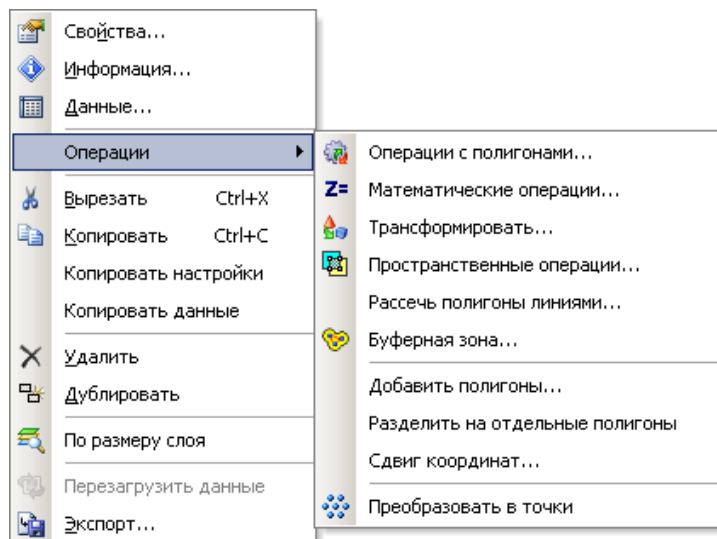 Свойства...
Информация...
Данные...
Операции
Вырезать Ctrl+X
Копировать Ctrl+C
Копировать настройки
Копировать данные
Удалить
Дублировать
По размеру слоя
Перезагрузить данные
Экспорт...
Операции с полигонами...
Z= Математические операции...
Трансформировать...
Пространственные операции...
Рассечь полигоны линиями...
Буферная зона...
Добавить полигоны...
Разделить на отдельные полигоны
Сдвиг координат...
Преобразовать в точки